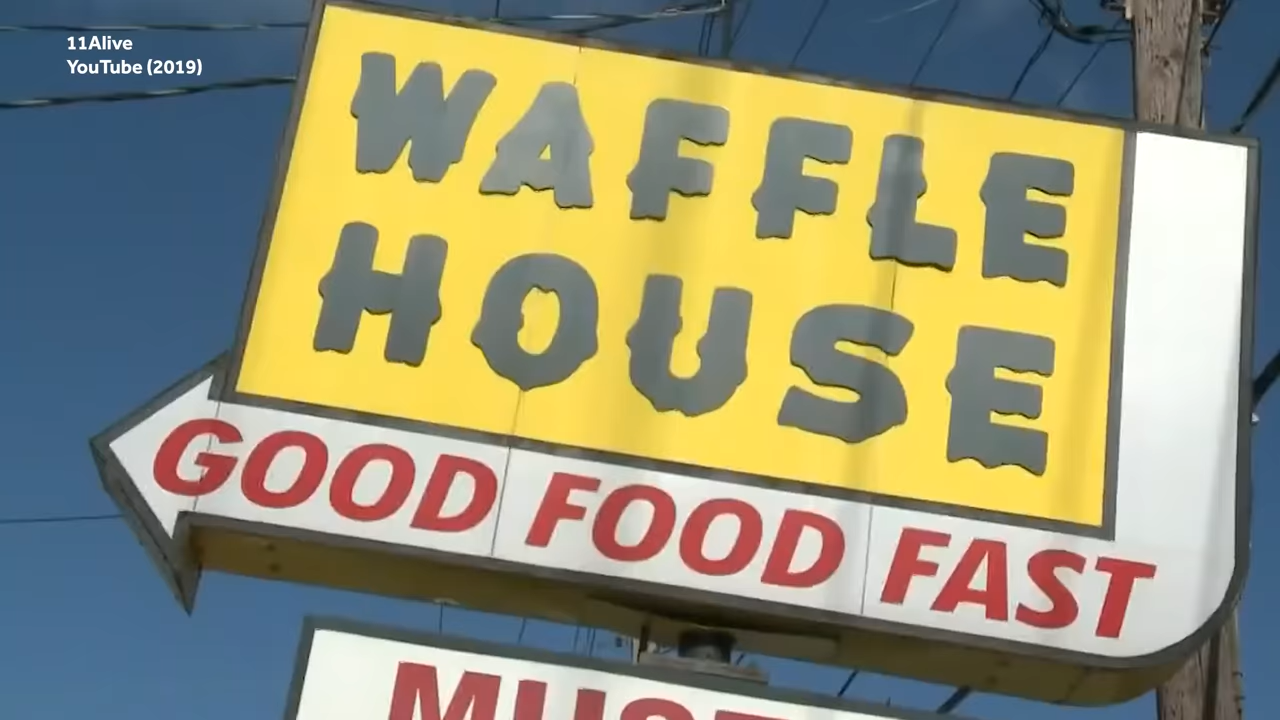 11Alive
YouTube (2019)
WAFFLE
HOUSE
GOOD FOOD FAST